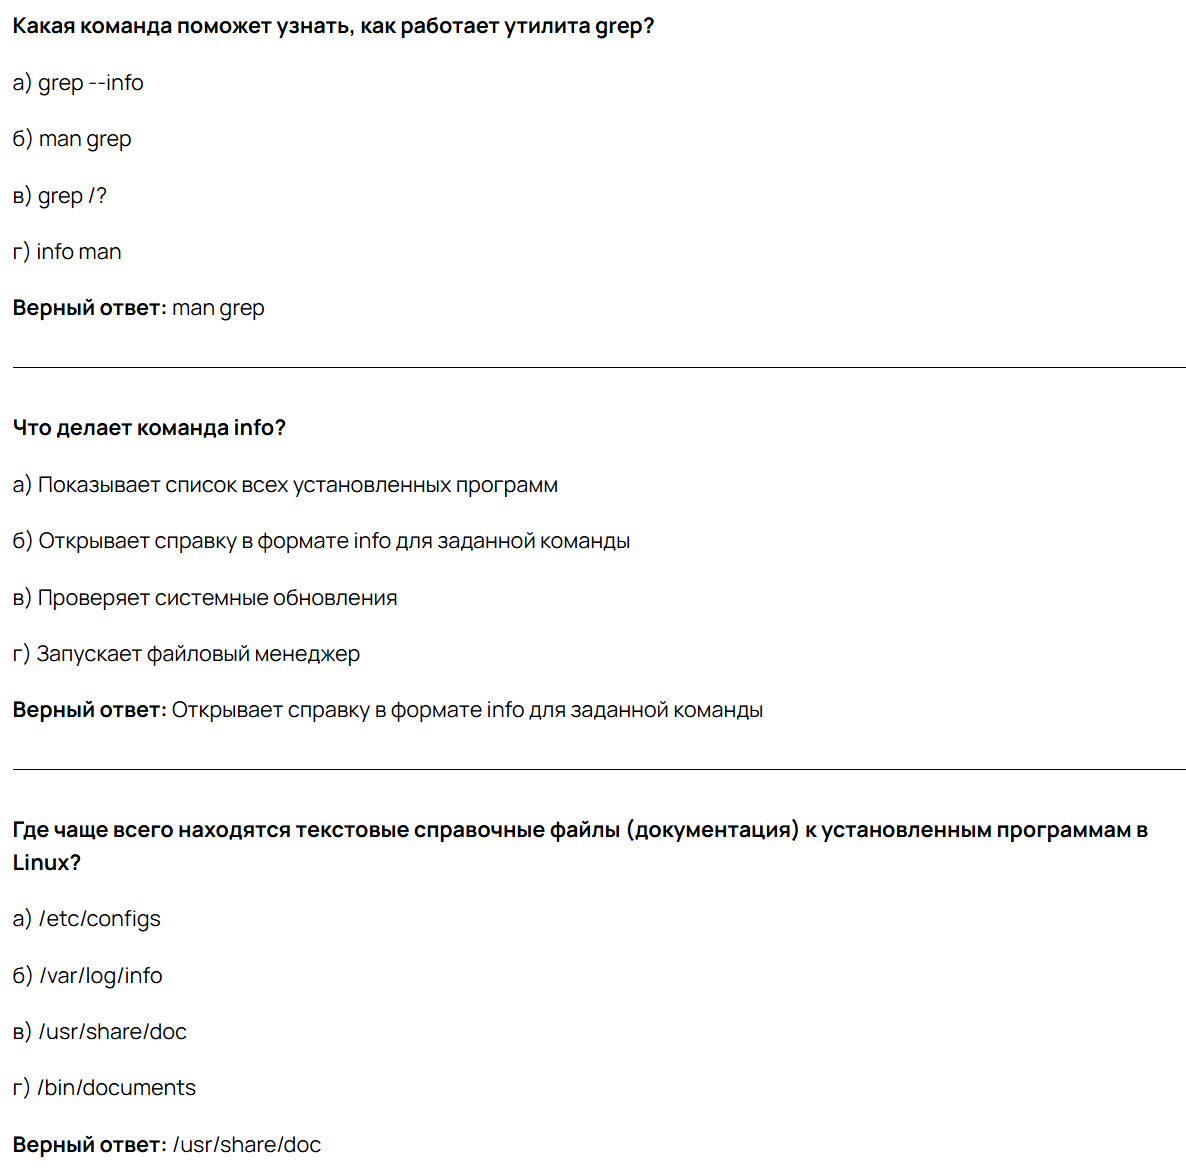 Какая команда поможет узнать, как работает утилита grep?
а) grep --info
б) man grep
в) grep /?
г) info man
Верный ответ: man grep
Что делает команда info?
а) Показывает список всех установленных программ
б) Открывает справку в формате info для заданной команды
в) Проверяет системные обновления
г) Запускает файловый менеджер
Верный ответ: Открывает справку в формате info для заданной команды
Где чаще всего находятся текстовые справочные файлы (документация) к установленным программам в
Linux?
а) /etc/configs
б) /var/log/info
в) /usr/share/doc
г) /bin/documents
Верный ответ: /usr/share/doc